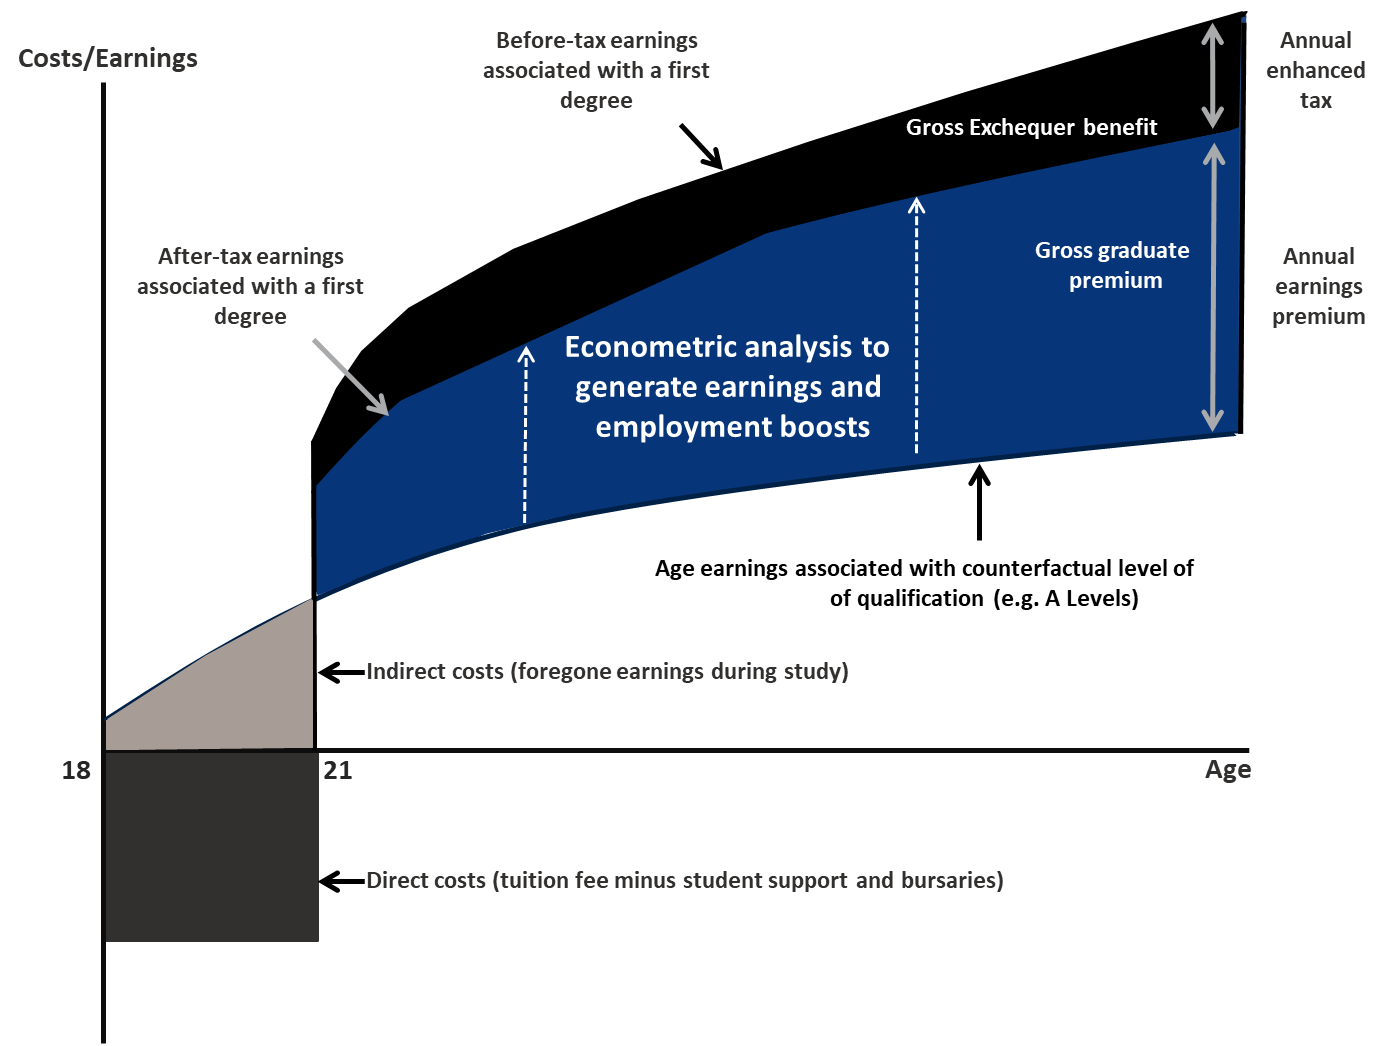 Costs/Earnings
Before-tax earnings
associated with a first
degree
Annual
enhanced
tax
Gross Exchequer benefit
After-tax earnings
associated with a first
degree
Gross graduate
premium
Annual
earnings
premium
Econometric analysis to
generate earnings and
employment boosts
Age earnings associated with counterfactual level of
of qualification (e.g. A Levels)
Indirect costs (foregone earnings during study)
18
21
Age
Direct costs (tuition fee minus student support and bursaries)